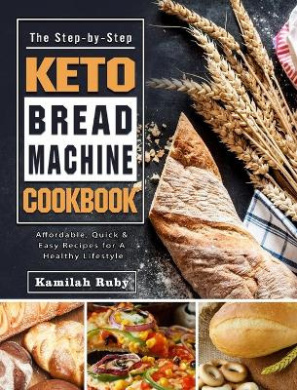 The Step-by-Step
KETO
BREAD
MACHINE
COOKBOOK
Affordable, Quick &
Easy Recipes for A
Healthy Lifestyle
Kamilah Ruby